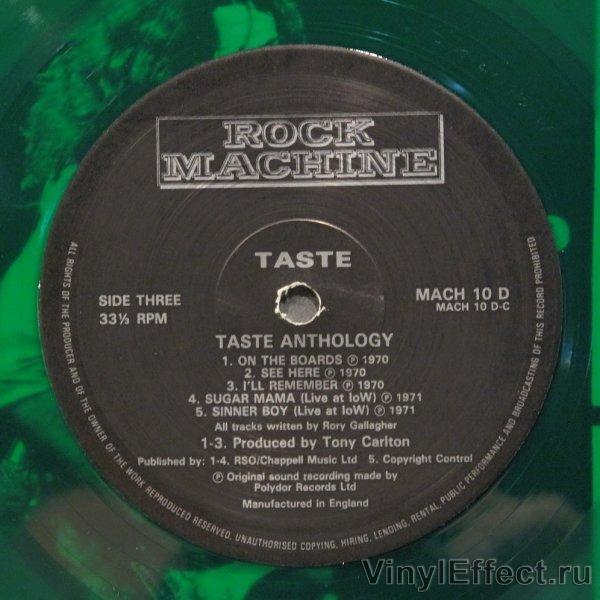 ROCK
MACHINE
TASTE
SIDE THREE
33⅓ RPM
MACH 10 D
MACH 10 D-C
TASTE ANTHOLOGY
1. ON THE BOARDS ℗ 1970
2. SEE HERE ℗ 1970
3. I'LL REMEMBER ℗ 1970
4. SUGAR MAMA (Live at IoW) ℗ 1971
5. SINNER BOY (Live at IoW) ℗ 1971
All tracks written by Rory Gallagher
1-3. Produced by Tony Carlton
Published by: 1-4. RSO/Chappell Music Ltd 5. Copyright Control
℗ Original sound recording made by
Polydor Records Ltd
Manufactured in England
ALL RIGHTS OF THE PRODUCER AND OF THE OWNER OF THE WORK REPRODUCED RESERVED. UNAUTHORISED COPYING, HIRING, LENDING, RENTAL, PUBLIC PERFORMANCE AND BROADCASTING OF THIS RECORD PROHIBITED
VinylEffect.ru